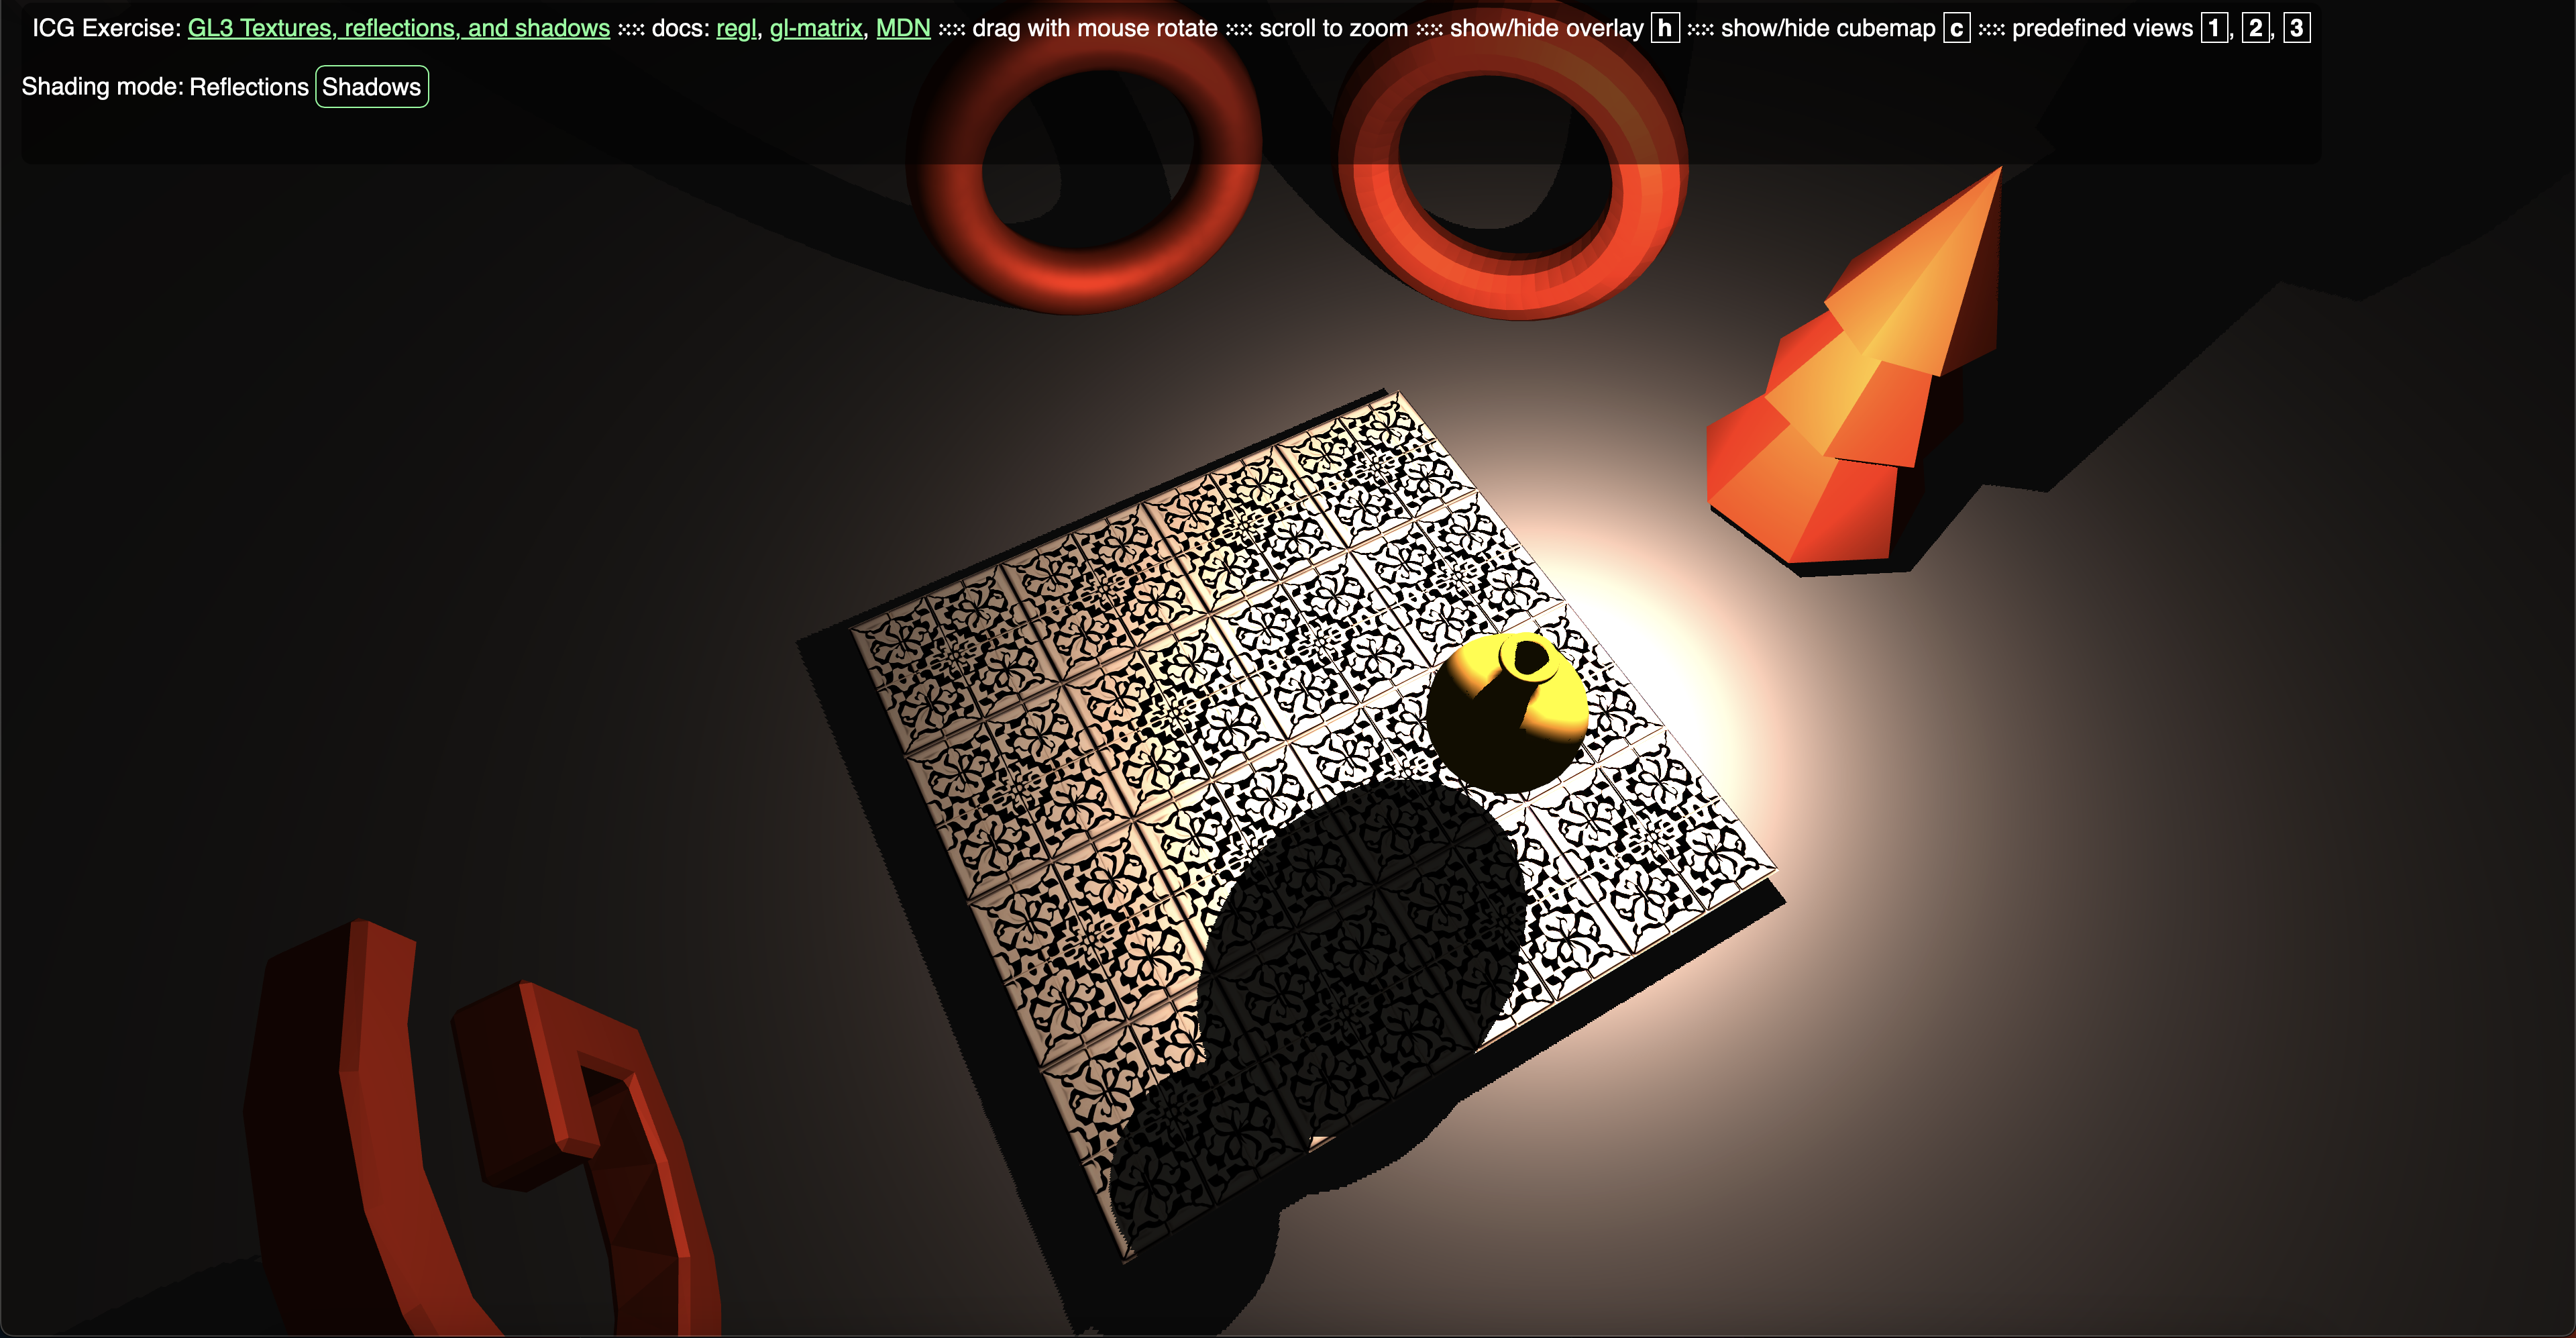 ICG Exercise: GL3 Textures, reflections, and shadows ::::: docs: regl, gl-matrix, MDN ::::: drag with mouse rotate ::::: scroll to zoom ::::: show/hide overlay h ::::: show/hide cubemap c ::::: predefined views 1, 2, 3
Shading mode: Reflections Shadows